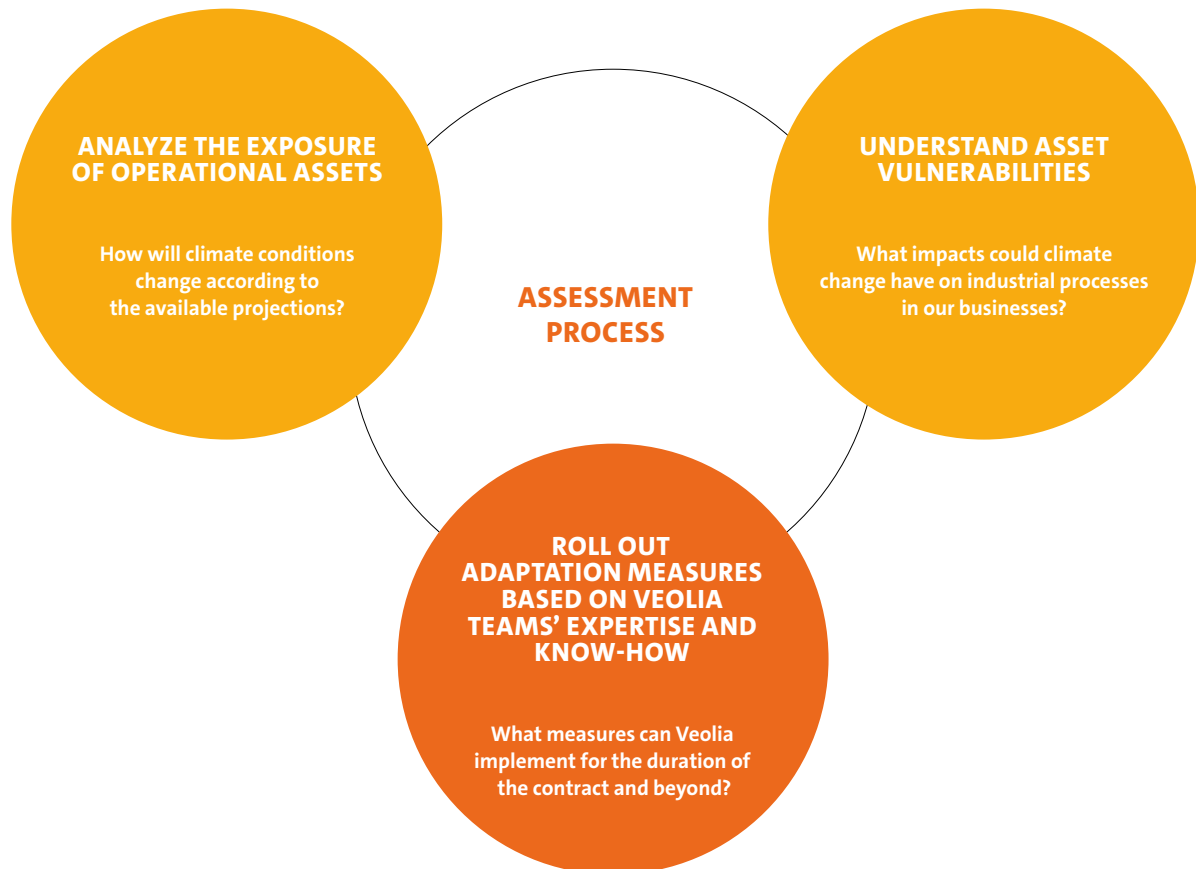 ANALYZE THE EXPOSURE
OF OPERATIONAL ASSETS
How will climate conditions
change according to
the available projections?
UNDERSTAND ASSET
VULNERABILITIES
What impacts could climate
change have on industrial processes
in our businesses?
ASSESSMENT
PROCESS
ROLL OUT
ADAPTATION MEASURES
BASED ON VEOLIA
TEAMS’ EXPERTISE AND
KNOW-HOW
What measures can Veolia
implement for the duration of
the contract and beyond?